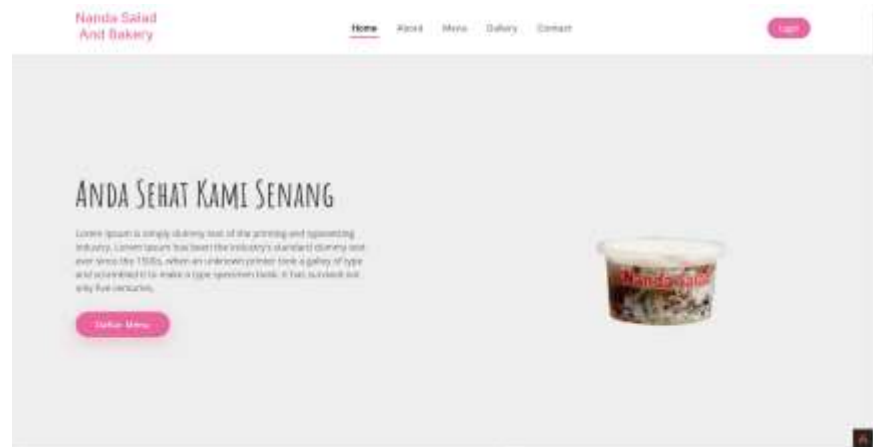 Nanda Salad
And Bakery
Home About Menu Gallery Contact
Login
ANDA SEHAT KAMI SENANG
Lorem Ipsum is simply dummy text of the printing and typesetting
industry. Lorem Ipsum has been the industry's standard dummy text
ever since the 1500s, when an unknown printer took a galley of type
and scrambled it to make a type specimen book. It has survived not
only five centuries,
Daftar Menu
Nanda Salad